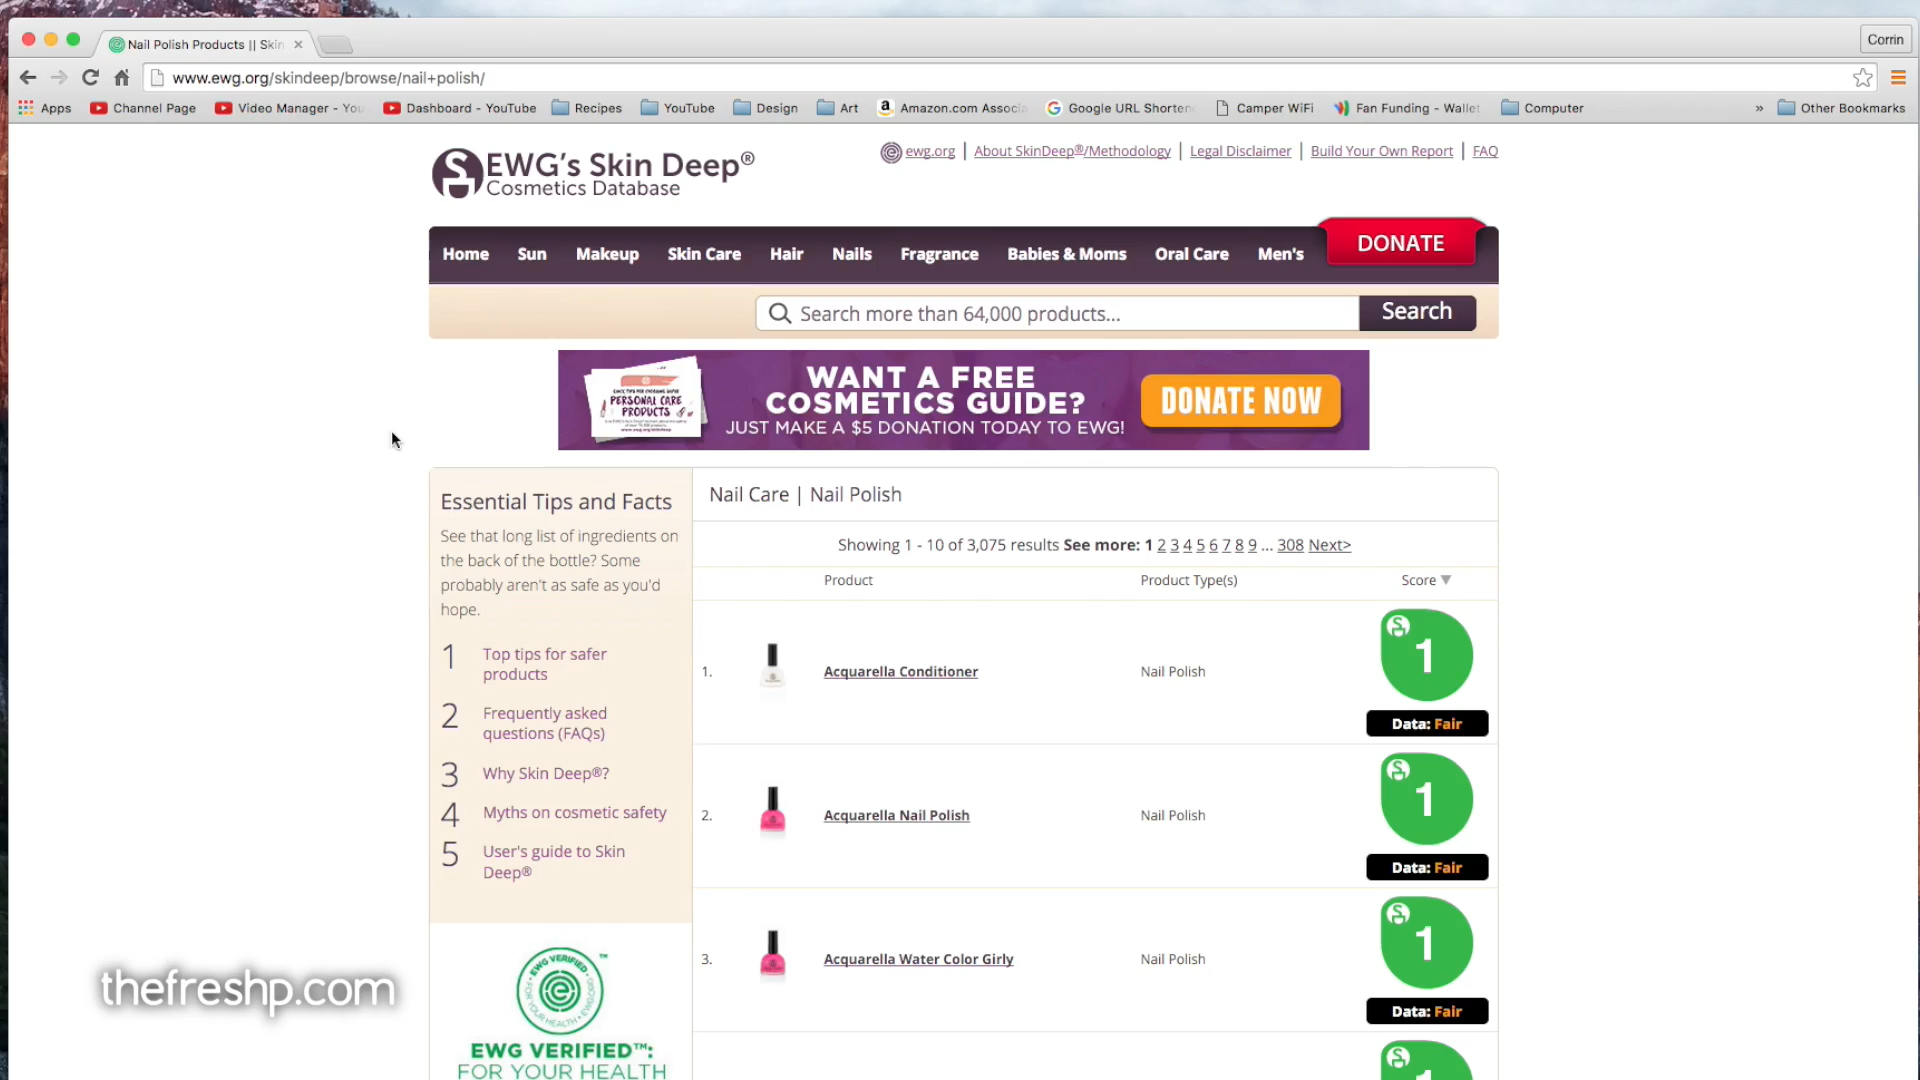 Nail Polish Products || Skin
Corrin
www.ewg.org/skindeep/browse/nail+polish/
Apps Channel Page Video Manager - You Dashboard - YouTube Recipes YouTube Design Art Amazon.com Associa Google URL Shorten Camper WiFi Fan Funding - Wallet Computer » Other Bookmarks
EWG's Skin Deep®
Cosmetics Database
ewg.org | About SkinDeep®/Methodology | Legal Disclaimer | Build Your Own Report | FAQ
Home Sun Makeup Skin Care Hair Nails Fragrance Babies & Moms Oral Care Men's DONATE
Search more than 64,000 products... Search
PERSONAL CARE
PRODUCTS
WANT A FREE
COSMETICS GUIDE?
JUST MAKE A $5 DONATION TODAY TO EWG!
DONATE NOW
Essential Tips and Facts
See that long list of ingredients on
the back of the bottle? Some
probably aren't as safe as you'd
hope.
1 Top tips for safer
products
2 Frequently asked
questions (FAQs)
3 Why Skin Deep®?
4 Myths on cosmetic safety
5 User's guide to Skin
Deep®
EWG VERIFIED ™
FOR YOUR HEALTH
EWG.ORG
EWG VERIFIED™:
FOR YOUR HEALTH
Nail Care | Nail Polish
Showing 1 - 10 of 3,075 results See more: 1 2 3 4 5 6 7 8 9 ... 308 Next>
Product Product Type(s) Score ▼
1. Acquarella Conditioner Nail Polish 1
Data: Fair
2. Acquarella Nail Polish Nail Polish 1
Data: Fair
3. Acquarella Water Color Girly Nail Polish 1
Data: Fair
thefreshp.com